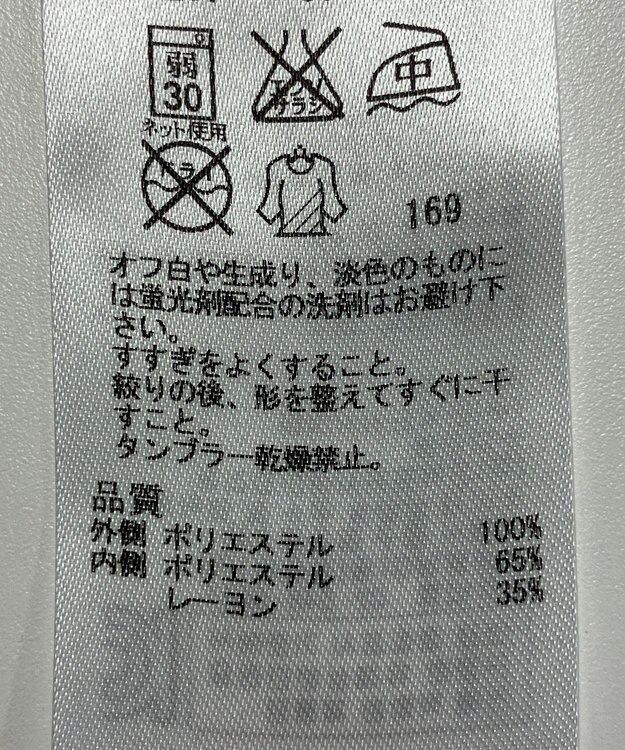 弱
30
ネット使用
エンソ
サラシ
中
ドライ
169
オフ白や生成り、淡色のものに
は蛍光剤配合の洗剤はお避け下
さい。
すすぎをよくすること。
絞りの後、形を整えてすぐに干
すこと。
タンブラー乾燥禁止。
品質
外側 ポリエステル 100%
内側 ポリエステル 65%
レーヨン 35%